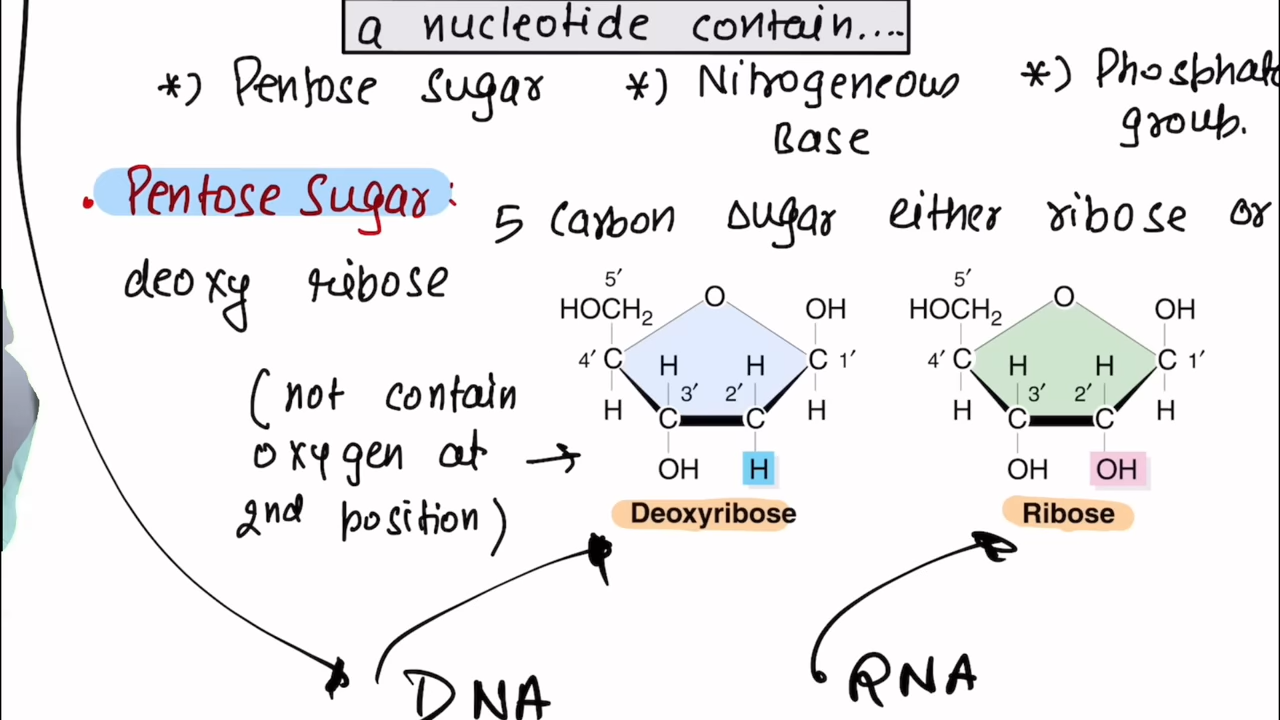 a nucleotide contain....
*) Pentose sugar *) Nitrogeneous Base *) Phosphate group.
. Pentose Sugar: 5 carbon sugar either ribose or
deoxy ribose
(not contain
oxygen at →
2nd position)
5′
HOCH₂ O OH
4′ C H H C 1′
H 3′ 2′ H
C C
OH H
Deoxyribose
5′
HOCH₂ O OH
4′ C H H C 1′
H 3′ 2′ H
C C
OH OH
Ribose
DNA
RNA